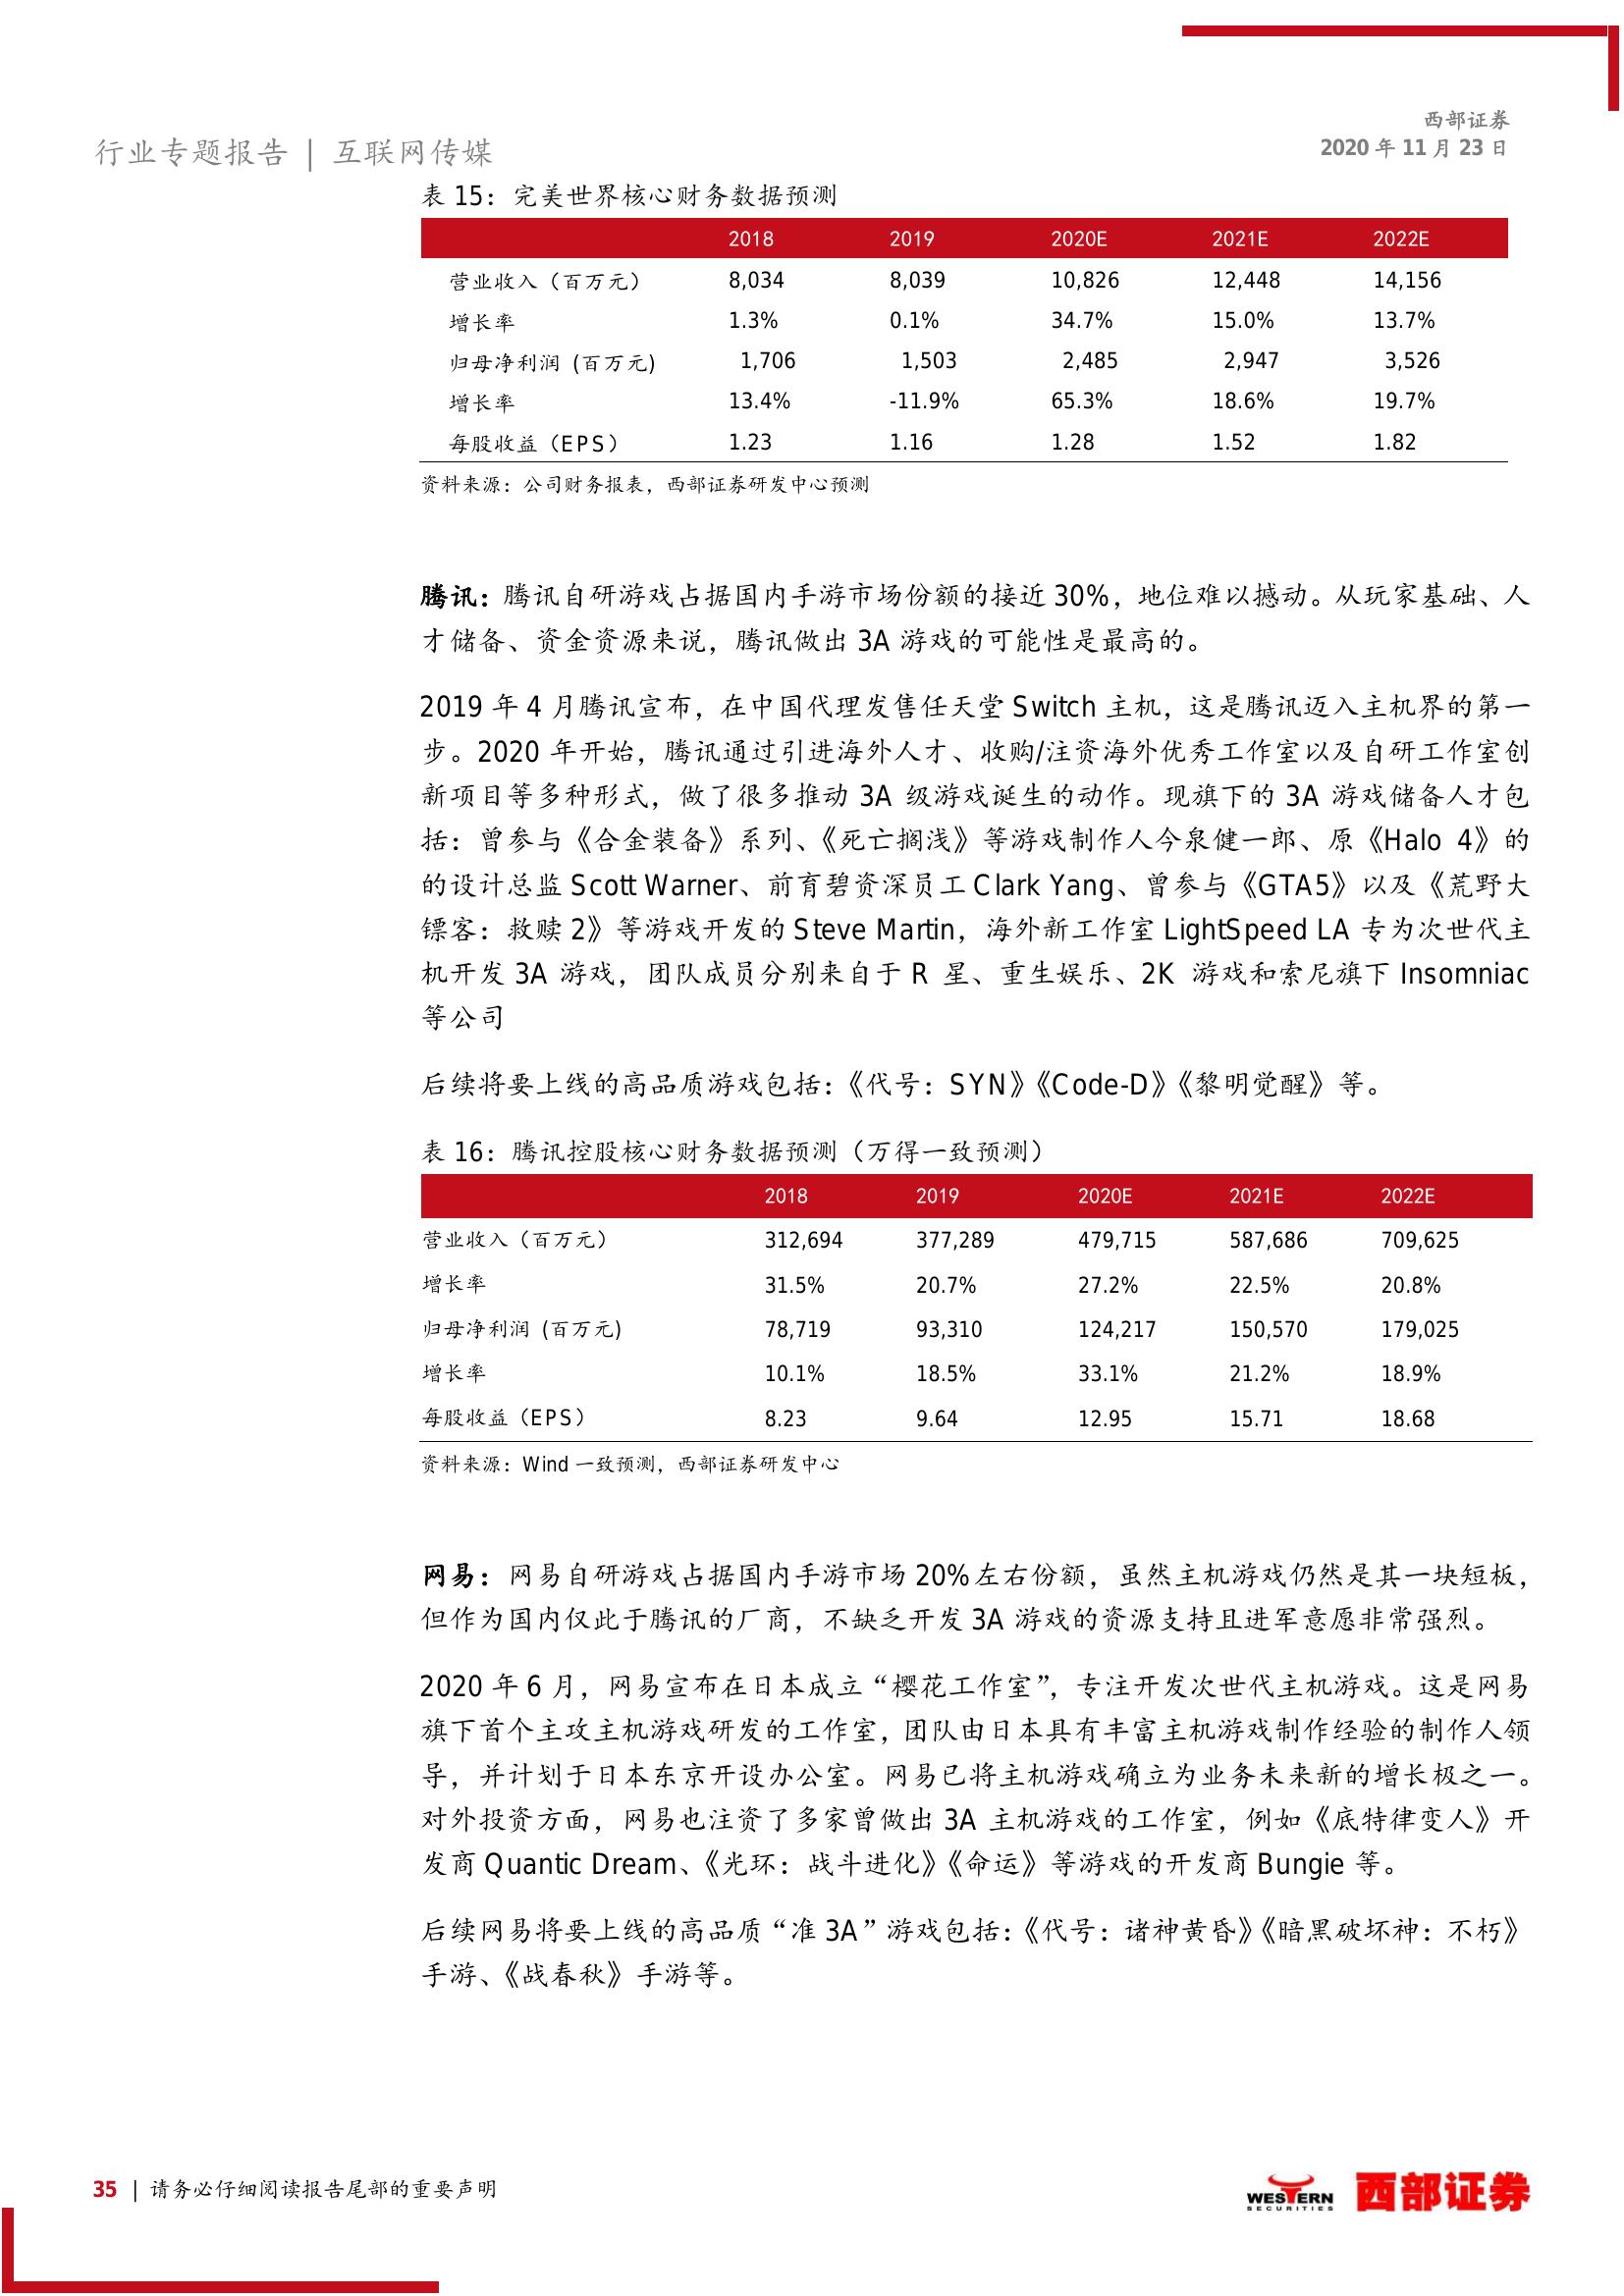 行业专题报告 | 互联网传媒
西部证券
2020 年 11 月 23 日
表 15：完美世界核心财务数据预测
2018 2019 2020E 2021E 2022E
营业收入（百万元） 8,034 8,039 10,826 12,448 14,156
增长率 1.3% 0.1% 34.7% 15.0% 13.7%
归母净利润 (百万元) 1,706 1,503 2,485 2,947 3,526
增长率 13.4% -11.9% 65.3% 18.6% 19.7%
每股收益（EPS） 1.23 1.16 1.28 1.52 1.82
资料来源：公司财务报表，西部证券研发中心预测
腾讯：腾讯自研游戏占据国内手游市场份额的接近 30%，地位难以撼动。从玩家基础、人
才储备、资金资源来说，腾讯做出 3A 游戏的可能性是最高的。
2019 年 4 月腾讯宣布，在中国代理发售任天堂 Switch 主机，这是腾讯迈入主机界的第一
步。2020 年开始，腾讯通过引进海外人才、收购/注资海外优秀工作室以及自研工作室创
新项目等多种形式，做了很多推动 3A 级游戏诞生的动作。现旗下的 3A 游戏储备人才包
括：曾参与《合金装备》系列、《死亡搁浅》等游戏制作人今泉健一郎、原《Halo 4》的
的设计总监 Scott Warner、前育碧资深员工 Clark Yang、曾参与《GTA5》以及《荒野大
镖客：救赎 2》等游戏开发的 Steve Martin，海外新工作室 LightSpeed LA 专为次世代主
机开发 3A 游戏，团队成员分别来自于 R 星、重生娱乐、2K 游戏和索尼旗下 Insomniac
等公司
后续将要上线的高品质游戏包括：《代号：SYN》《Code-D》《黎明觉醒》等。
表 16：腾讯控股核心财务数据预测（万得一致预测）
2018 2019 2020E 2021E 2022E
营业收入（百万元） 312,694 377,289 479,715 587,686 709,625
增长率 31.5% 20.7% 27.2% 22.5% 20.8%
归母净利润 (百万元) 78,719 93,310 124,217 150,570 179,025
增长率 10.1% 18.5% 33.1% 21.2% 18.9%
每股收益（EPS） 8.23 9.64 12.95 15.71 18.68
资料来源：Wind 一致预测，西部证券研发中心
网易：网易自研游戏占据国内手游市场 20%左右份额，虽然主机游戏仍然是其一块短板，
但作为国内仅此于腾讯的厂商，不缺乏开发 3A 游戏的资源支持且进军意愿非常强烈。
2020 年 6 月，网易宣布在日本成立“樱花工作室”，专注开发次世代主机游戏。这是网易
旗下首个主攻主机游戏研发的工作室，团队由日本具有丰富主机游戏制作经验的制作人领
导，并计划于日本东京开设办公室。网易已将主机游戏确立为业务未来新的增长极之一。
对外投资方面，网易也注资了多家曾做出 3A 主机游戏的工作室，例如《底特律变人》开
发商 Quantic Dream、《光环：战斗进化》《命运》等游戏的开发商 Bungie 等。
后续网易将要上线的高品质“准 3A”游戏包括：《代号：诸神黄昏》《暗黑破坏神：不朽》
手游、《战春秋》手游等。
35 | 请务必仔细阅读报告尾部的重要声明
WESTERN
SECURITIES
西部证券